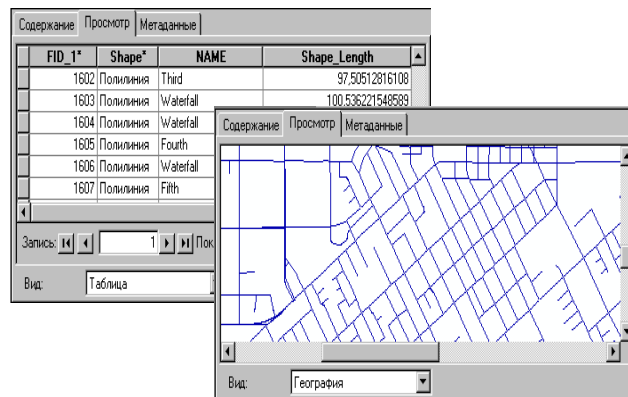 Содержание Просмотр Метаданные
FID_1* Shape* NAME Shape_Length
1602 Полилиния Third 97,50512816108
1603 Полилиния Waterfall 100,536221548589
1604 Полилиния Waterfall
1605 Полилиния Fourth
1606 Полилиния Waterfall
1607 Полилиния Fifth
Запись: 1 Пок
Вид: Таблица
Содержание Просмотр Метаданные
Вид: География